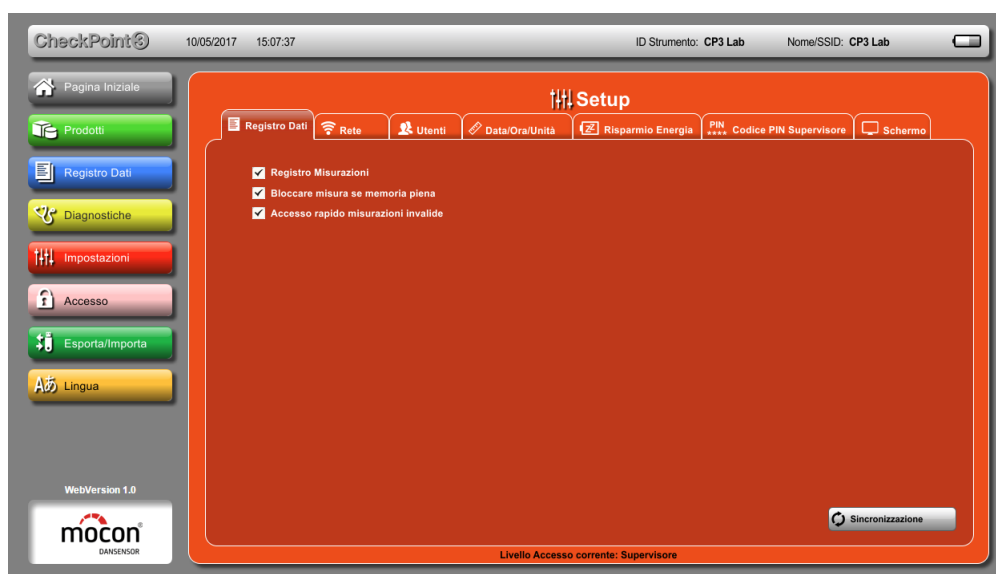 CheckPoint3 10/05/2017 15:07:37 ID Strumento: CP3 Lab Nome/SSID: CP3 Lab
Pagina Iniziale
Prodotti
Registro Dati
Diagnostiche
Impostazioni
Accesso
Esporta/Importa
Aあ Lingua
WebVersion 1.0
mocon®
DANSENSOR
Setup
Registro Dati Rete Utenti Data/Ora/Unità Risparmio Energia PIN **** Codice PIN Supervisore Schermo
Registro Misurazioni
Bloccare misura se memoria piena
Accesso rapido misurazioni invalide
Sincronizzazione
Livello Accesso corrente: Supervisore